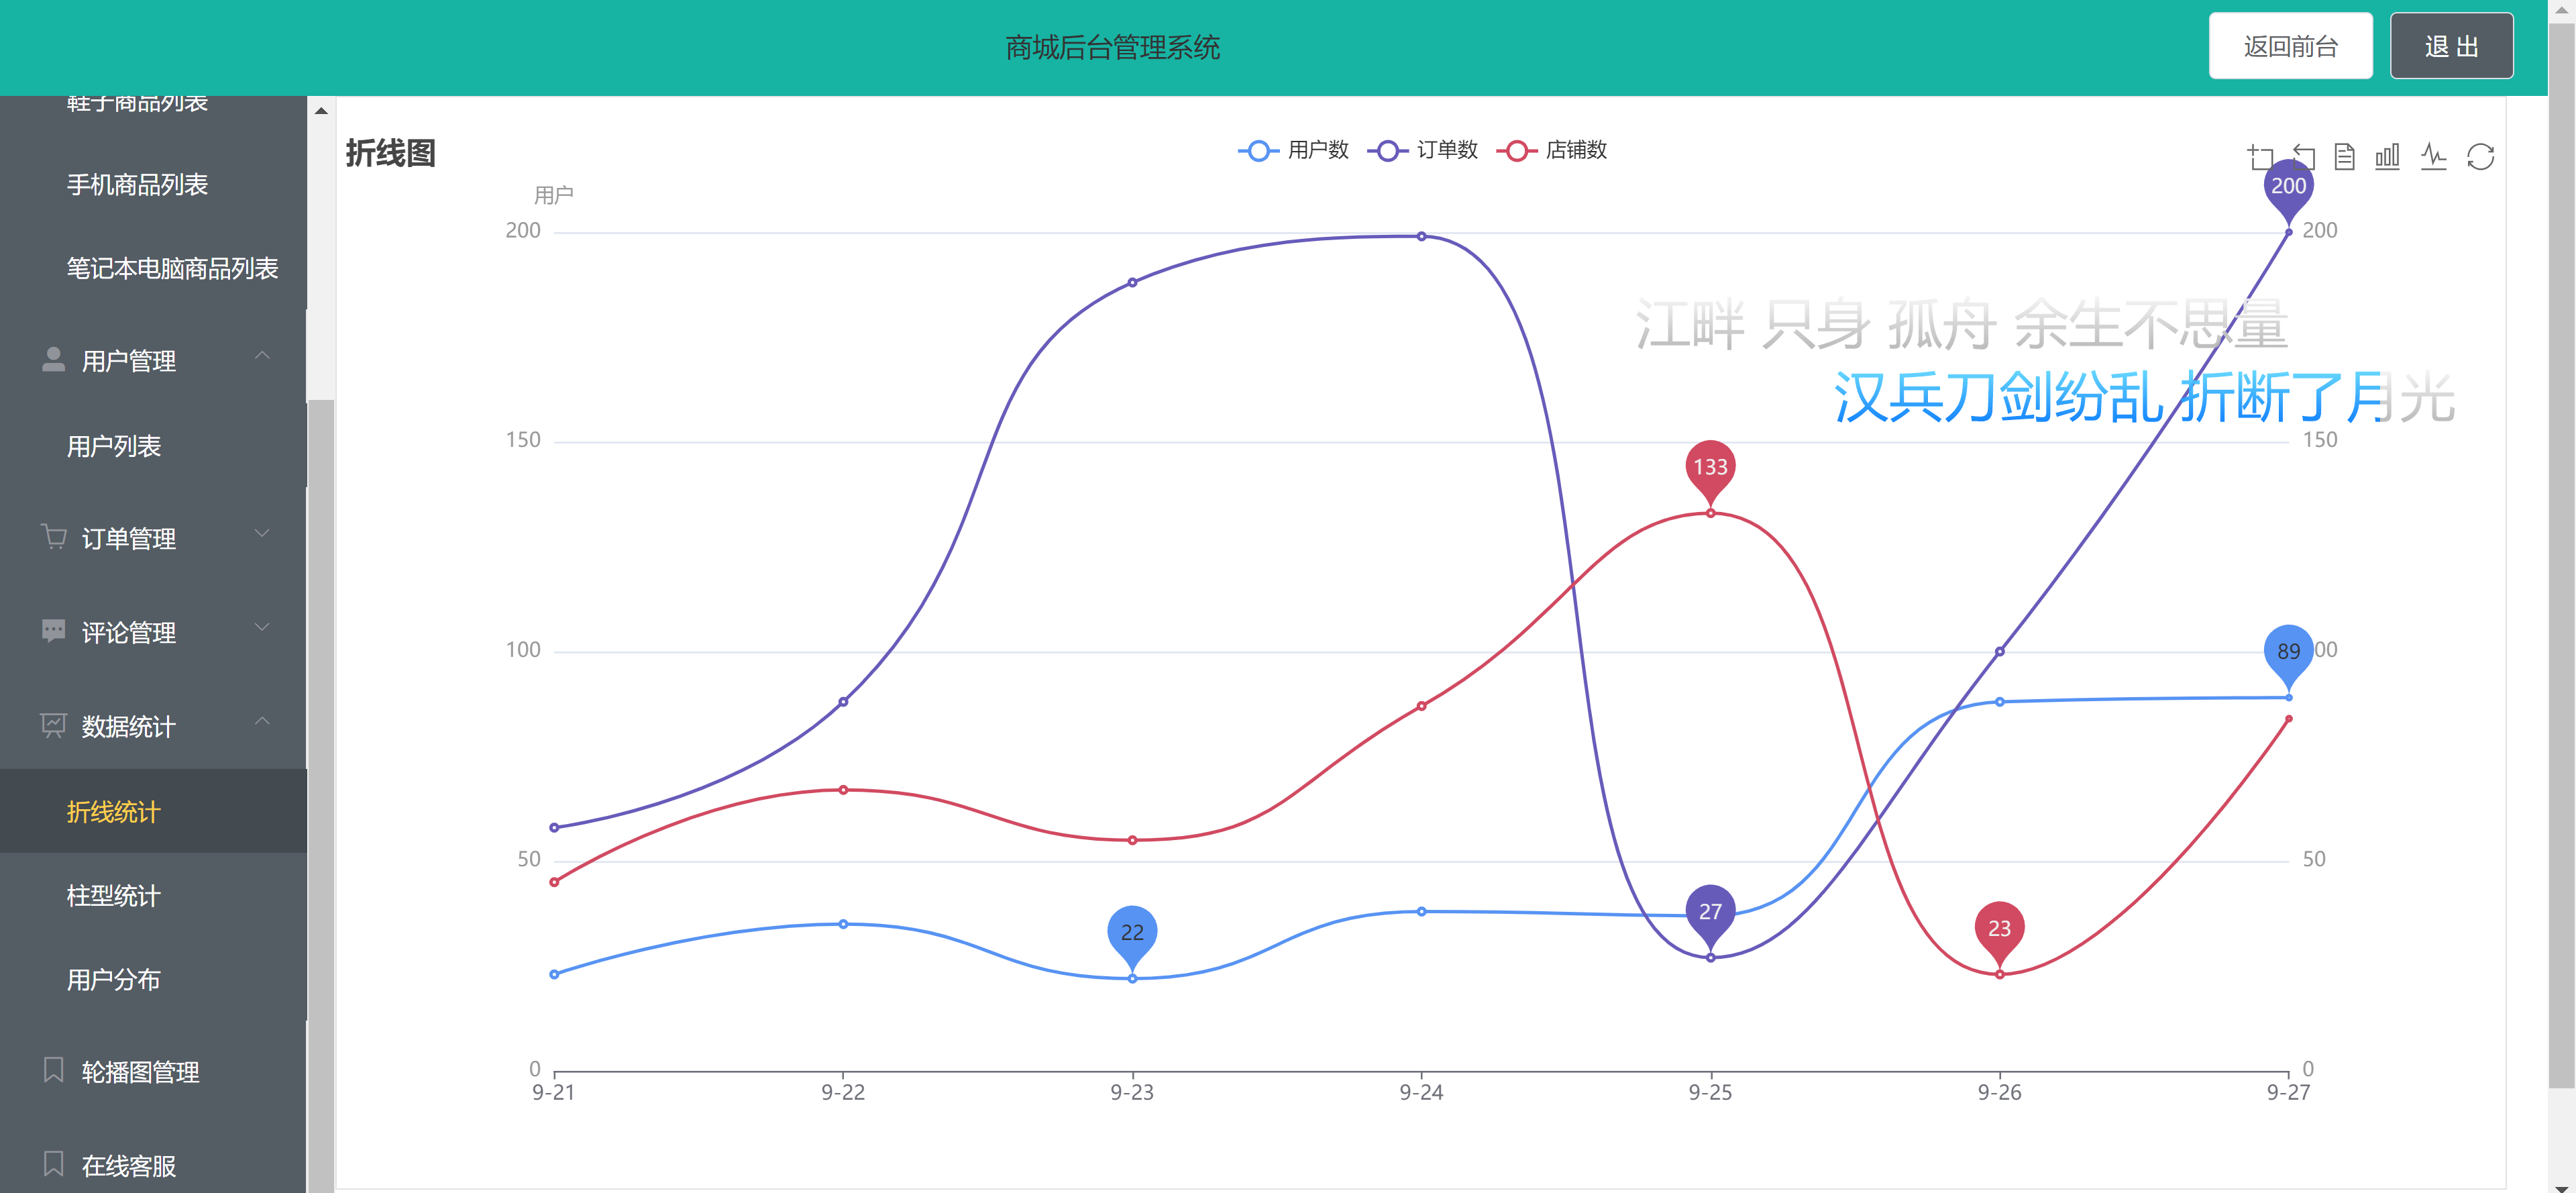 商城后台管理系统
返回前台
退 出
鞋子商品列表
手机商品列表
笔记本电脑商品列表
用户管理
用户列表
订单管理
评论管理
数据统计
折线统计
柱型统计
用户分布
轮播图管理
在线客服
折线图
用户数 订单数 店铺数
用户
200
150
100
50
0
200
150
00
50
0
200
133
89
27
23
22
江畔 只身 孤舟 余生不思量
汉兵刀剑纷乱 折断了月光
9-21 9-22 9-23 9-24 9-25 9-26 9-27